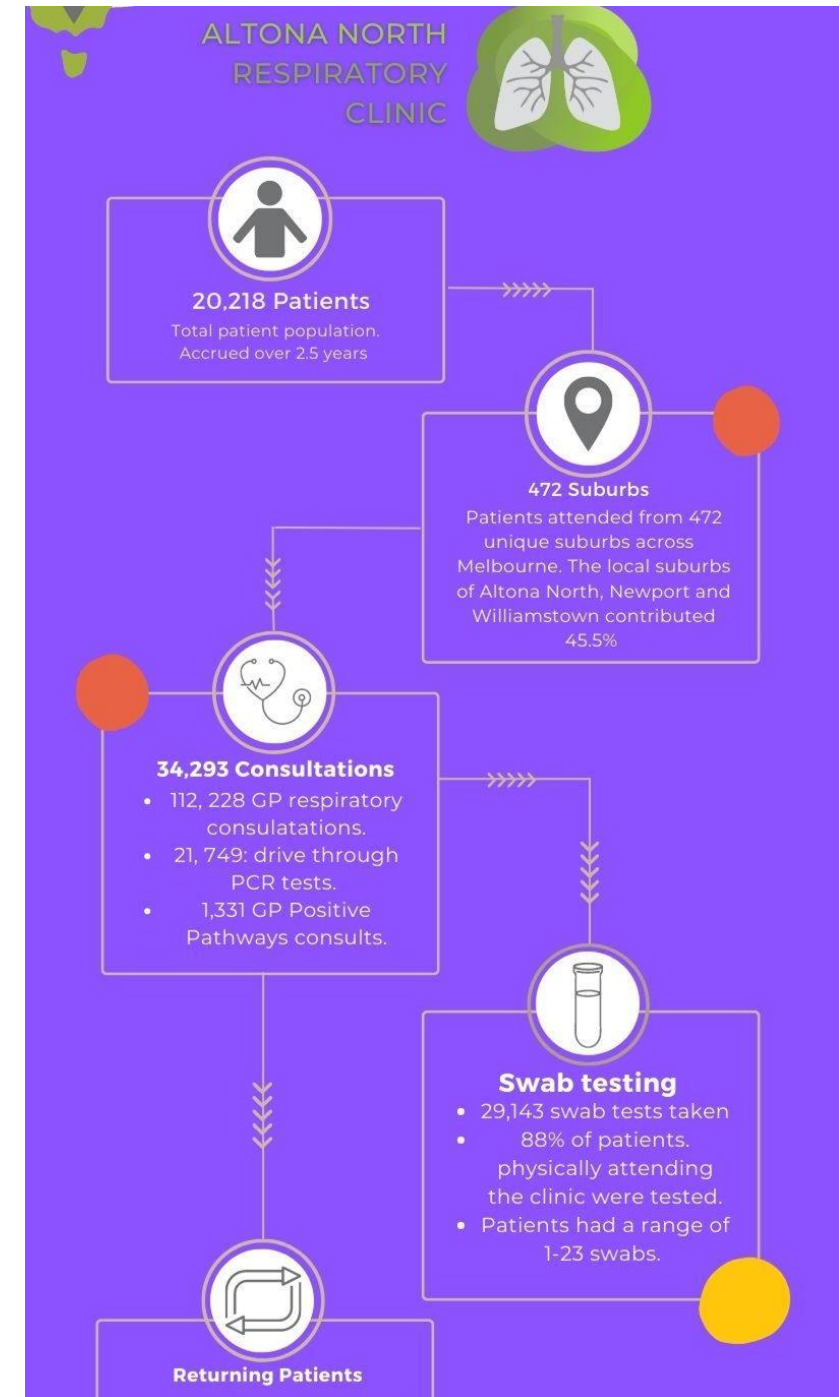 ALTONA NORTH
RESPIRATORY
CLINIC
20,218 Patients
Total patient population.
Accrued over 2.5 years
472 Suburbs
Patients attended from 472
unique suburbs across
Melbourne. The local suburbs
of Altona North, Newport and
Williamstown contributed
45.5%
34,293 Consultations
• 112, 228 GP respiratory
consulatations.
• 21, 749: drive through
PCR tests.
• 1,331 GP Positive
Pathways consults.
Swab testing
• 29,143 swab tests taken
• 88% of patients.
physically attending
the clinic were tested.
• Patients had a range of
1-23 swabs.
Returning Patients